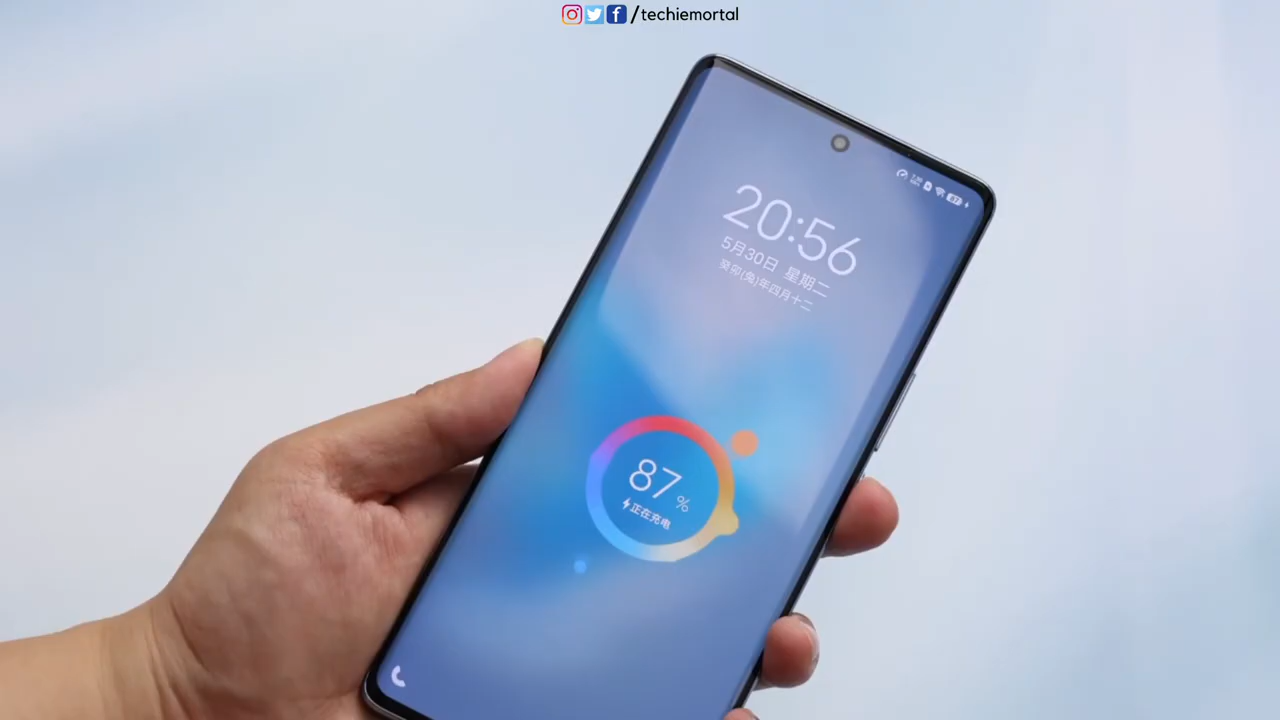 /techiemortal
87
20:56
5月30日 星期二
癸卯(兔)年四月十二
87%
正在充电